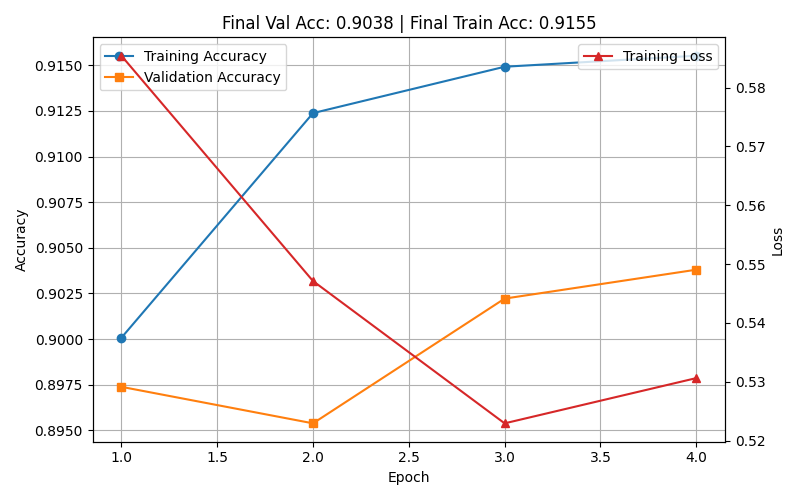 Final Val Acc: 0.9038 | Final Train Acc: 0.9155
Training Accuracy
Validation Accuracy
Training Loss
0.9150
0.9125
0.9100
0.9075
0.9050
0.9025
0.9000
0.8975
0.8950
Accuracy
0.58
0.57
0.56
0.55
0.54
0.53
0.52
Loss
1.0 1.5 2.0 2.5 3.0 3.5 4.0
Epoch